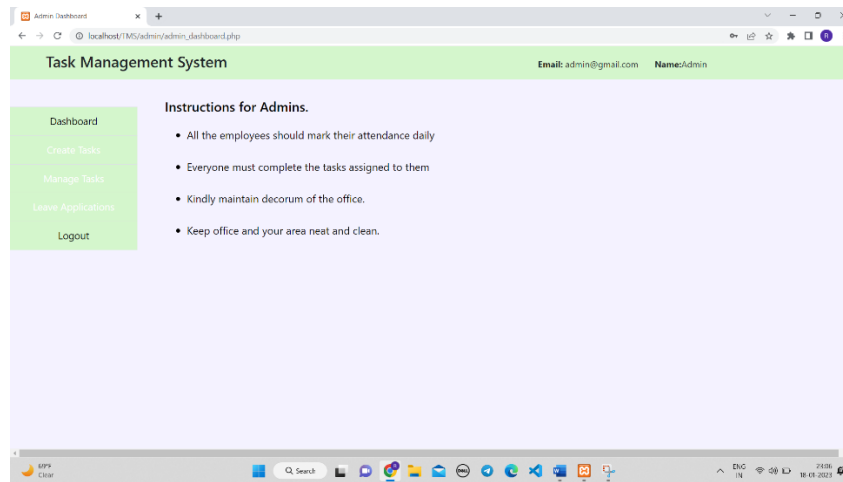 Admin Dashboard
localhost/TMS/admin/admin_dashboard.php
Task Management System
Email: admin@gmail.com Name:Admin
Dashboard
Create Tasks
Manage Tasks
Leave Applications
Logout
Instructions for Admins.
• All the employees should mark their attendance daily
• Everyone must complete the tasks assigned to them
• Kindly maintain decorum of the office.
• Keep office and your area neat and clean.
Clear
Search
ENG
IN
18-01-2023